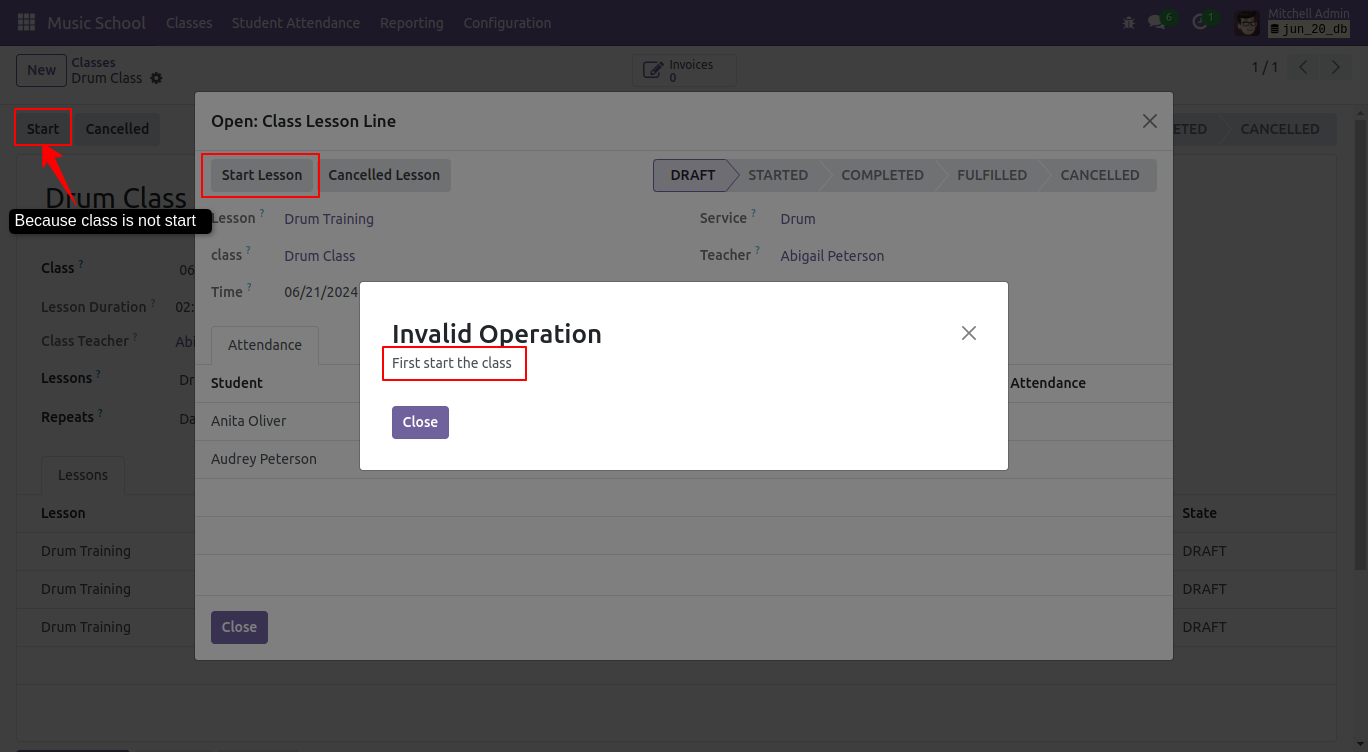 Music School Classes Student Attendance Reporting Configuration 6 1 Mitchell Admin
jun_20_db
New Classes
Drum Class
Invoices
0
1 / 1
Start Cancelled
CANCELLED
Open: Class Lesson Line
Start Lesson Cancelled Lesson DRAFT STARTED COMPLETED FULFILLED CANCELLED
Drum Class
Because class is not start
Lesson ? Drum Training Service ? Drum
class ? Drum Class Teacher ? Abigail Peterson
Time ? 06/21/2024
Class ? 06
Lesson Duration ? 02:
Class Teacher ? Abi
Lessons ? Dr
Repeats ? Da
Invalid Operation
First start the class
Close
Attendance
Student Attendance
Anita Oliver
Audrey Peterson
Close
Lessons
Lesson State
Drum Training DRAFT
Drum Training DRAFT
Drum Training DRAFT